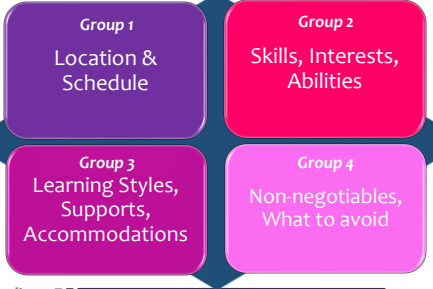 Group 1
Location &
Schedule
Group 2
Skills, Interests,
Abilities
Group 3
Learning Styles,
Supports,
Accommodations
Group 4
Non-negotiables,
What to avoid